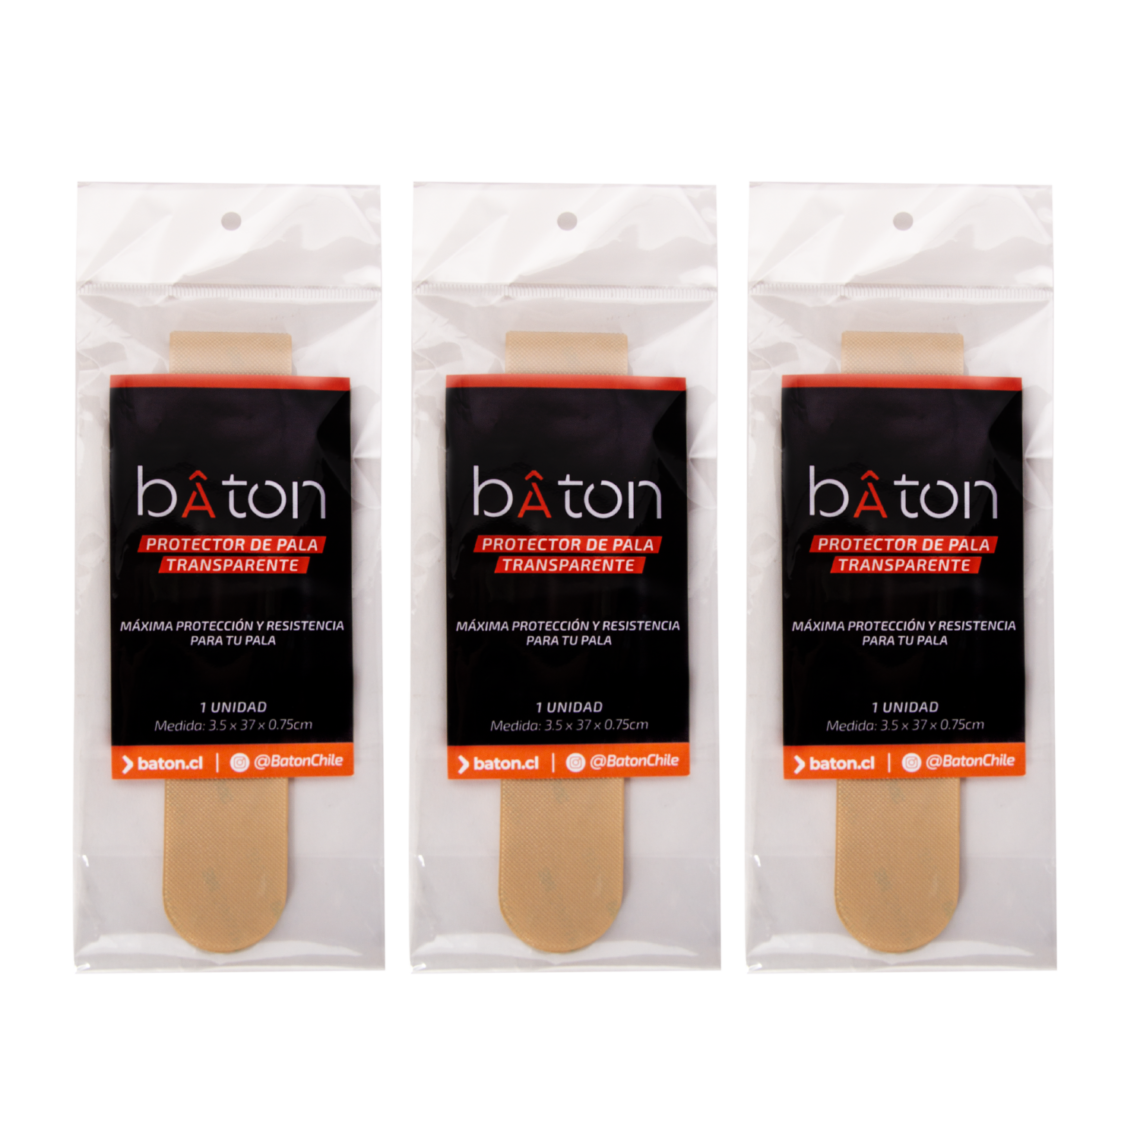 bâton
PROTECTOR DE PALA
TRANSPARENTE
MÁXIMA PROTECCIÓN Y RESISTENCIA
PARA TU PALA
1 UNIDAD
Medida: 3.5 x 37 x 0.75cm
baton.cl | @BatonChile
bâton
PROTECTOR DE PALA
TRANSPARENTE
MÁXIMA PROTECCIÓN Y RESISTENCIA
PARA TU PALA
1 UNIDAD
Medida: 3.5 x 37 x 0.75cm
baton.cl | @BatonChile
bâton
PROTECTOR DE PALA
TRANSPARENTE
MÁXIMA PROTECCIÓN Y RESISTENCIA
PARA TU PALA
1 UNIDAD
Medida: 3.5 x 37 x 0.75cm
baton.cl | @BatonChile